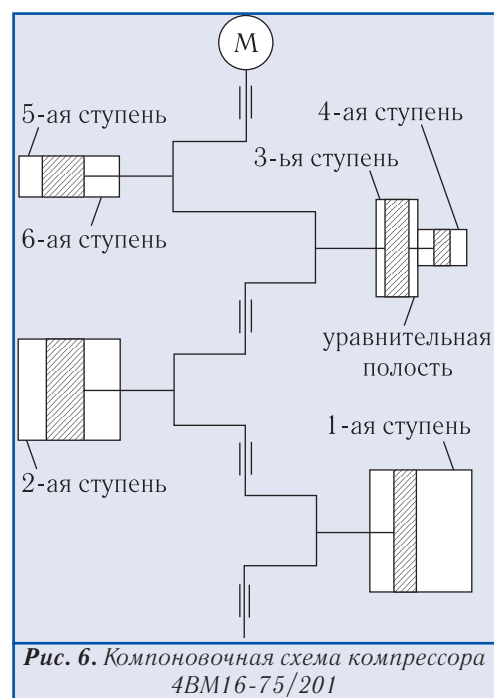 М
5-ая ступень
4-ая ступень
3-ья ступень
6-ая ступень
уравнительная
полость
1-ая ступень
2-ая ступень
Рис. 6. Компоновочная схема компрессора
4ВМ16-75/201